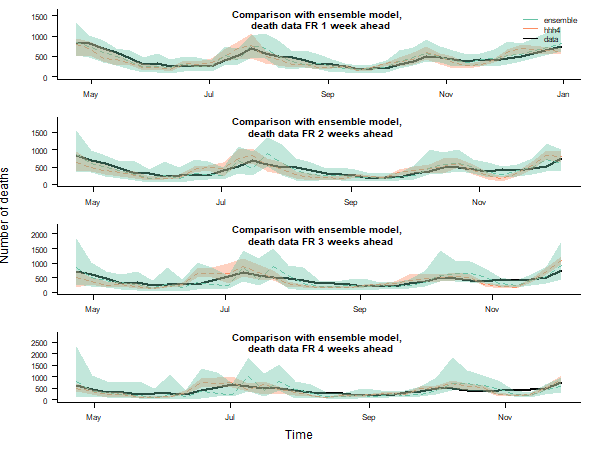 Comparison with ensemble model,
death data FR 1 week ahead
ensemble
hhh4
data
1500
1000
500
0
May
Jul
Sep
Nov
Jan
Comparison with ensemble model,
death data FR 2 weeks ahead
1500
1000
500
0
May
Jul
Sep
Nov
Number of deaths
Comparison with ensemble model,
death data FR 3 weeks ahead
2000
1500
1000
500
0
May
Jul
Sep
Nov
Comparison with ensemble model,
death data FR 4 weeks ahead
2500
2000
1500
1000
500
0
May
Jul
Sep
Nov
Time